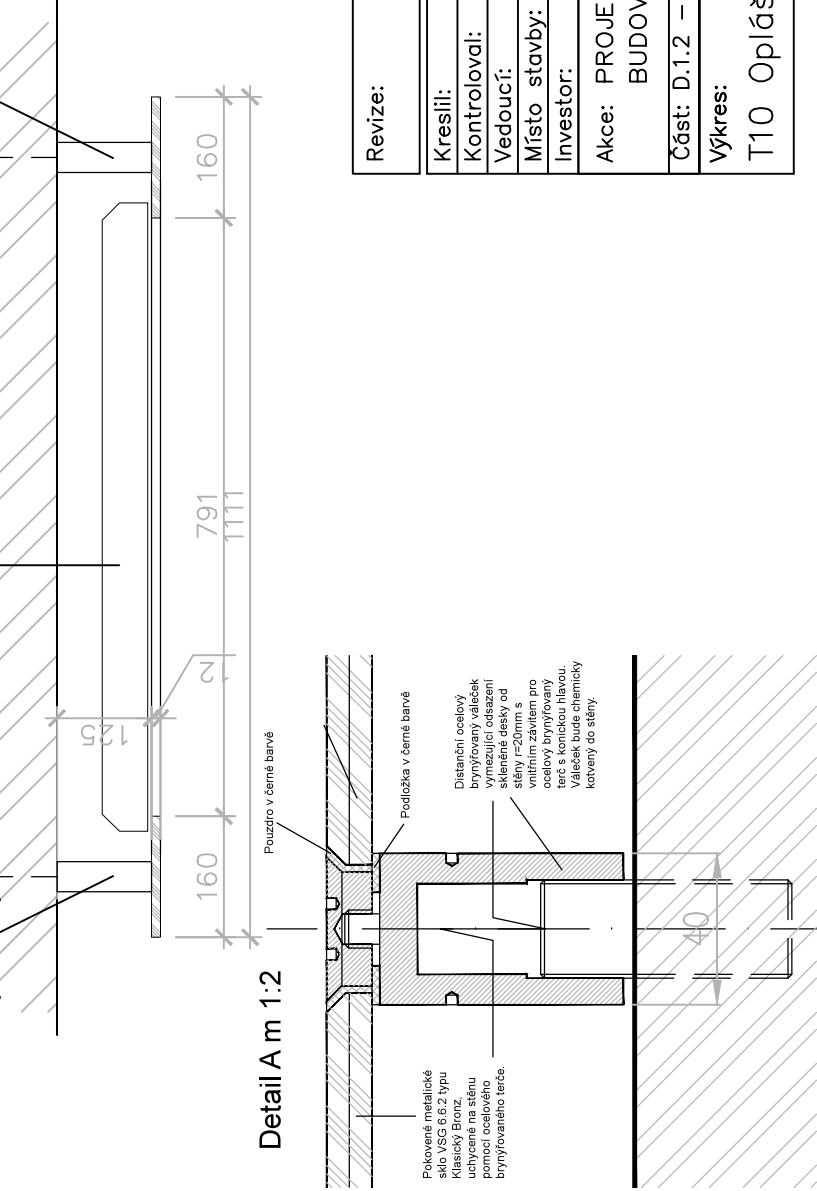 Revize:
Kreslil:
Kontroloval:
Vedoucí:
Místo stavby:
Investor:
Akce: PROJE
BUDOV
Část: D.1.2 –
Výkres:
T10 Opláš
160
791
1111
160
12
125
Detail A m 1:2
Pouzdro v černé barvě
Podložka v černé barvě
Distanční ocelový
brynýřovaný váleček
vymezující odsazení
skleněné desky od
stěny r=20mm s
vnitřním závitem pro
ocelový brynýřovaný
terč s konickou hlavou.
Váleček bude chemicky
kotvený do stěny.
40
Pokovené metalické
sklo VSG 6.6.2 typu
Klasický Bronz,
uchycené na stěnu
pomocí ocelového
brynýřovaného terče.